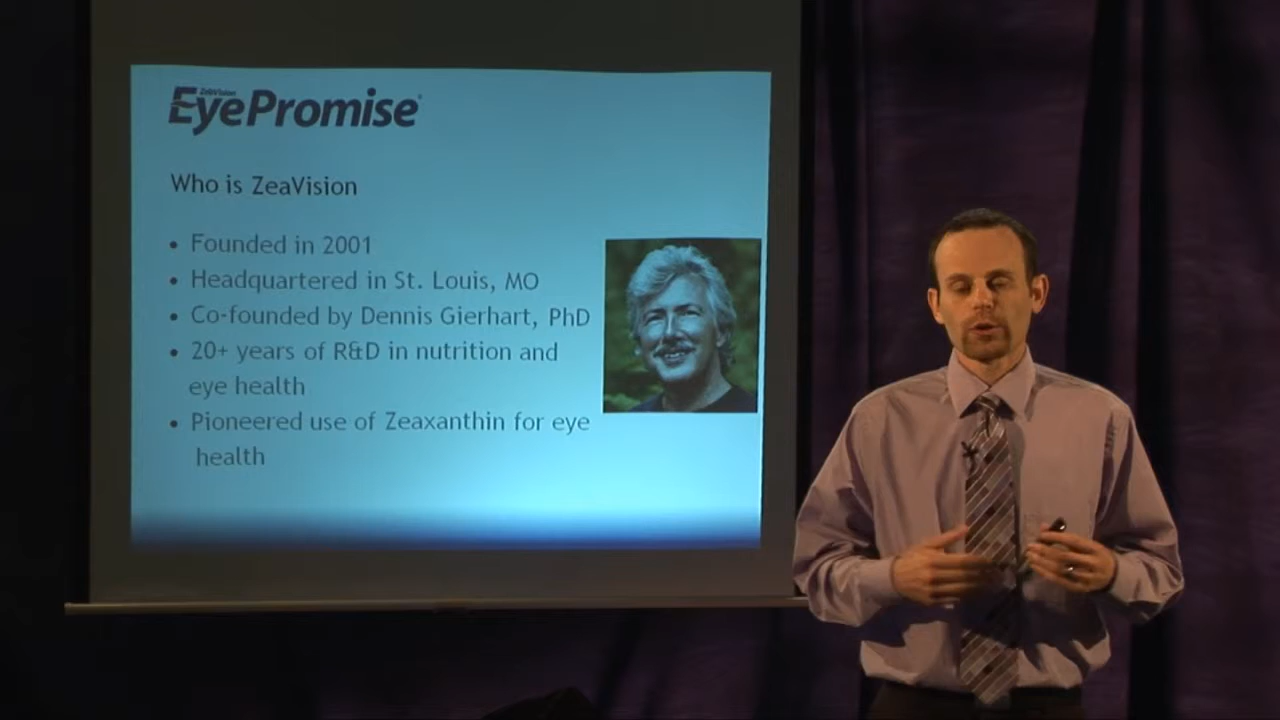 ZeaVision
EyePromise
Who is ZeaVision
• Founded in 2001
• Headquartered in St. Louis, MO
• Co-founded by Dennis Gierhart, PhD
• 20+ years of R&D in nutrition and
eye health
• Pioneered use of Zeaxanthin for eye
health